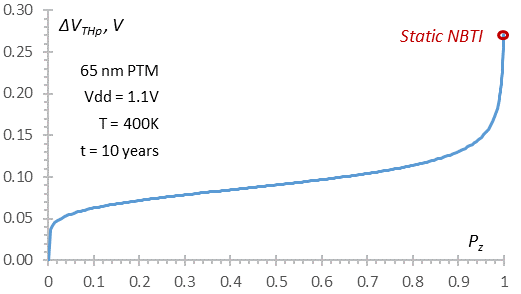 0.30
0.25
0.20
0.15
0.10
0.05
0.00
ΔV_THp, V
Static NBTI
65 nm PTM
Vdd = 1.1V
T = 400K
t = 10 years
P_z
0 0.1 0.2 0.3 0.4 0.5 0.6 0.7 0.8 0.9 1